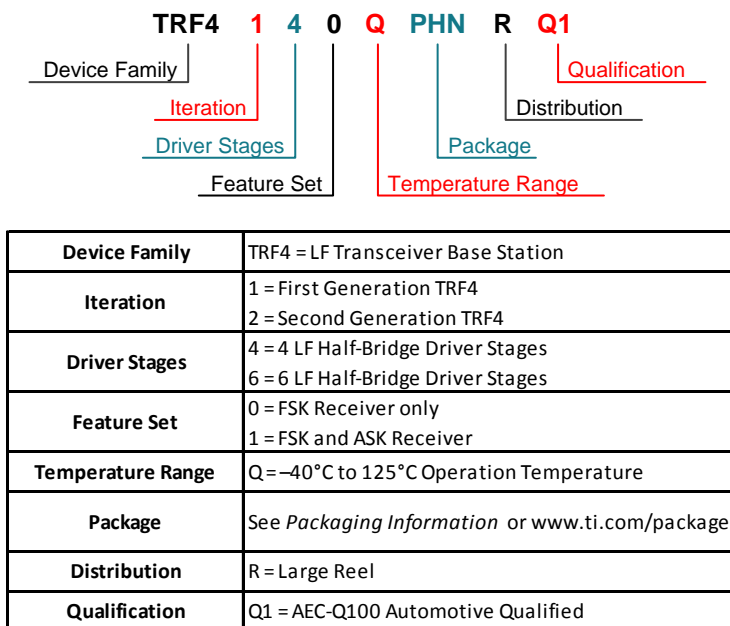 TRF4 1 4 0 Q PHN R Q1
Device Family
Qualification
Iteration
Distribution
Driver Stages
Package
Feature Set
Temperature Range
Device Family TRF4 = LF Transceiver Base Station
Iteration
1 = First Generation TRF4
2 = Second Generation TRF4
Driver Stages
4 = 4 LF Half-Bridge Driver Stages
6 = 6 LF Half-Bridge Driver Stages
Feature Set
0 = FSK Receiver only
1 = FSK and ASK Receiver
Temperature Range Q = –40°C to 125°C Operation Temperature
Package See Packaging Information or www.ti.com/package
Distribution R = Large Reel
Qualification Q1 = AEC-Q100 Automotive Qualified